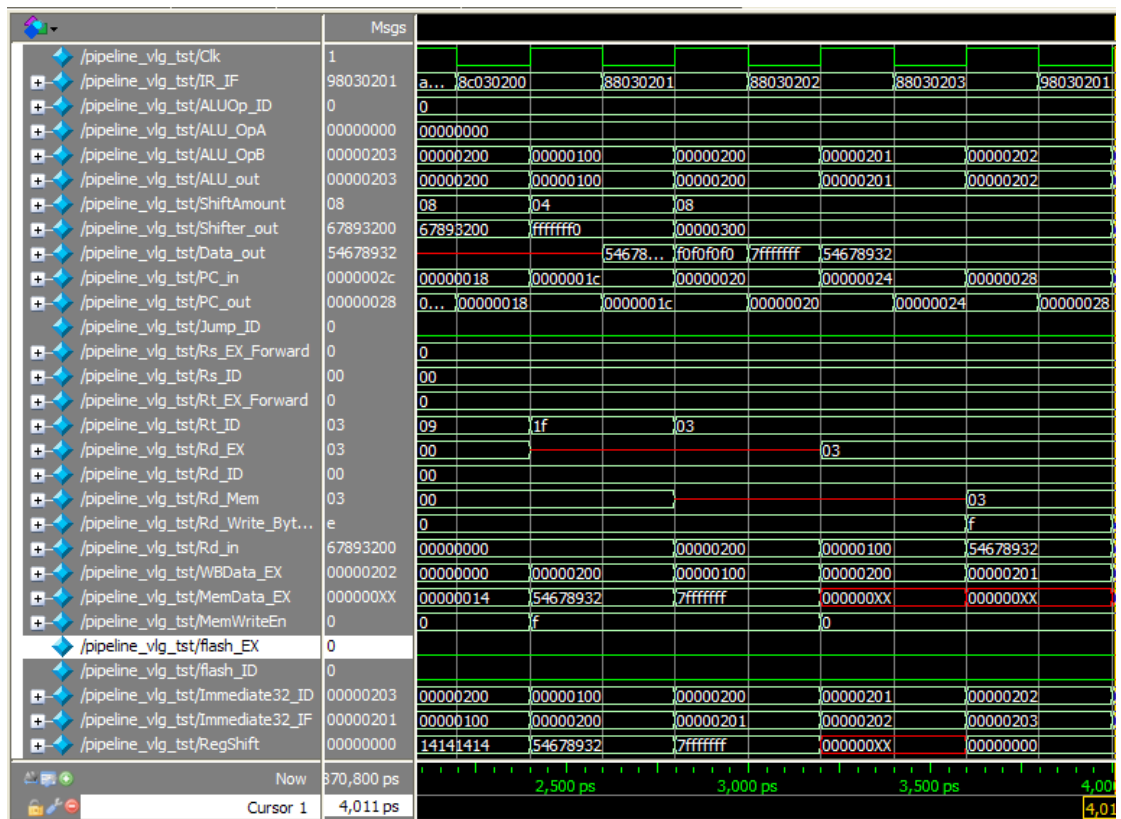 Msgs
/pipeline_vlg_tst/Clk 1
/pipeline_vlg_tst/IR_IF 98030201 a... 8c030200 88030201 88030202 88030203 98030201
/pipeline_vlg_tst/ALUOp_ID 0 0
/pipeline_vlg_tst/ALU_OpA 00000000 00000000
/pipeline_vlg_tst/ALU_OpB 00000203 00000200 00000100 00000200 00000201 00000202
/pipeline_vlg_tst/ALU_out 00000203 00000200 00000100 00000200 00000201 00000202
/pipeline_vlg_tst/ShiftAmount 08 08 04 08
/pipeline_vlg_tst/Shifter_out 67893200 67893200 fffffff0 00000300
/pipeline_vlg_tst/Data_out 54678932 54678... f0f0f0f0 7fffffff 54678932
/pipeline_vlg_tst/PC_in 0000002c 00000018 0000001c 00000020 00000024 00000028
/pipeline_vlg_tst/PC_out 00000028 0... 00000018 0000001c 00000020 00000024 00000028
/pipeline_vlg_tst/Jump_ID 0
/pipeline_vlg_tst/Rs_EX_Forward 0 0
/pipeline_vlg_tst/Rs_ID 00 00
/pipeline_vlg_tst/Rt_EX_Forward 0 0
/pipeline_vlg_tst/Rt_ID 03 09 1f 03
/pipeline_vlg_tst/Rd_EX 03 00 03
/pipeline_vlg_tst/Rd_ID 00 00
/pipeline_vlg_tst/Rd_Mem 03 00 03
/pipeline_vlg_tst/Rd_Write_Byt... e 0 f
/pipeline_vlg_tst/Rd_in 67893200 00000000 00000200 00000100 54678932
/pipeline_vlg_tst/WBData_EX 00000202 00000000 00000200 00000100 00000200 00000201
/pipeline_vlg_tst/MemData_EX 000000XX 00000014 54678932 7fffffff 000000XX 000000XX
/pipeline_vlg_tst/MemWriteEn 0 0 f 0
/pipeline_vlg_tst/flash_EX 0
/pipeline_vlg_tst/flash_ID 0
/pipeline_vlg_tst/Immediate32_ID 00000203 00000200 00000100 00000200 00000201 00000202
/pipeline_vlg_tst/Immediate32_IF 00000201 00000100 00000200 00000201 00000202 00000203
/pipeline_vlg_tst/RegShift 00000000 14141414 54678932 7fffffff 000000XX 00000000
Now 370,800 ps 2,500 ps 3,000 ps 3,500 ps 4,00
Cursor 1 4,011 ps 4,01